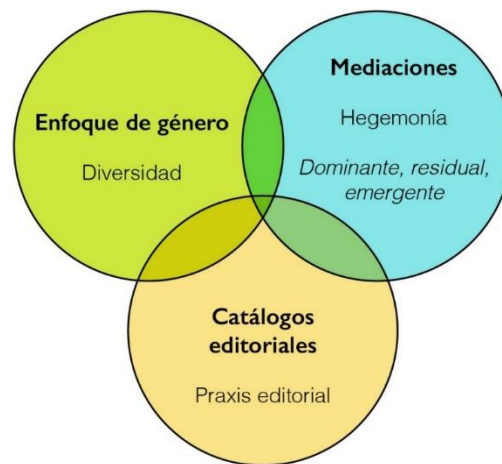 Enfoque de género
Diversidad
Mediaciones
Hegemonía
Dominante, residual,
emergente
Catálogos
editoriales
Praxis editorial